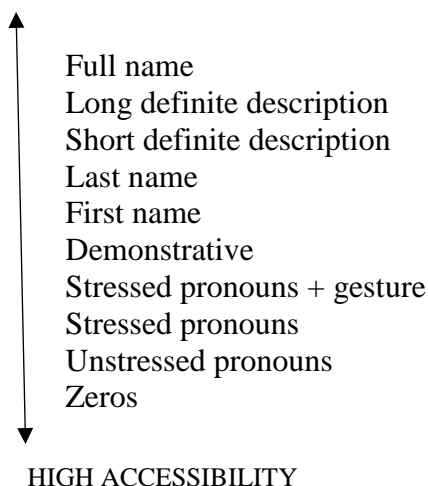 Full name
Long definite description
Short definite description
Last name
First name
Demonstrative
Stressed pronouns + gesture
Stressed pronouns
Unstressed pronouns
Zeros
HIGH ACCESSIBILITY